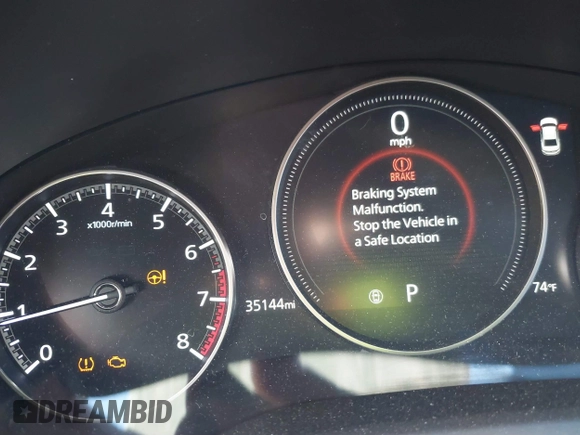 0
mph
BRAKE
Braking System
Malfunction.
Stop the Vehicle in
a Safe Location
P
74°F
35144mi
0
1
2
3
4
5
6
7
8
x1000r/min
DREAMBID